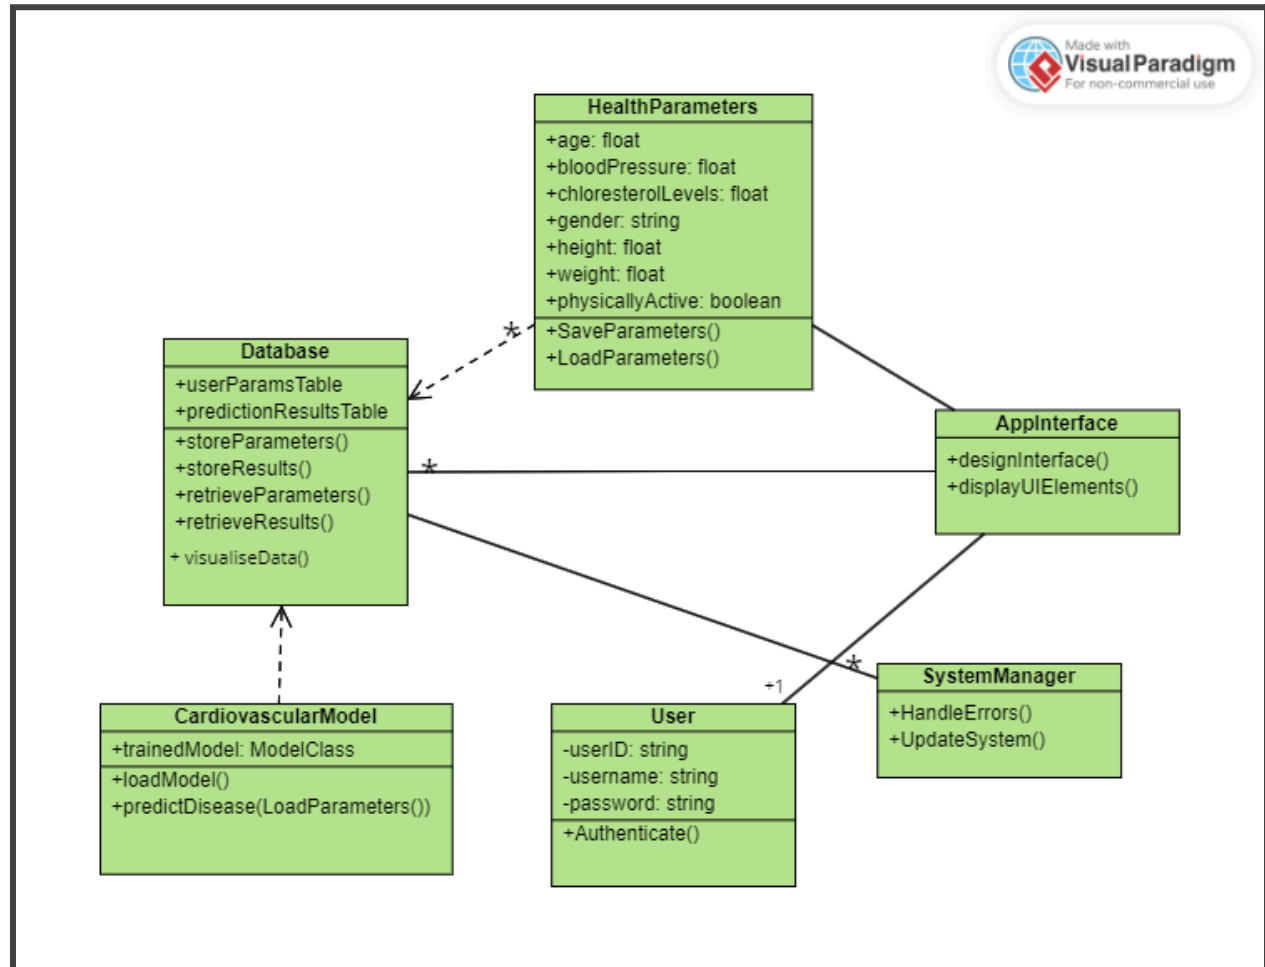 Made with
Visual Paradigm
For non-commercial use
HealthParameters
+age: float
+bloodPressure: float
+chloresterolLevels: float
+gender: string
+height: float
+weight: float
+physicallyActive: boolean
+SaveParameters()
+LoadParameters()
*
Database
+userParamsTable
+predictionResultsTable
+storeParameters()
+storeResults()
+retrieveParameters()
+retrieveResults()
+ visualiseData()
*
AppInterface
+designInterface()
+displayUIElements()
*
SystemManager
+HandleErrors()
+UpdateSystem()
+1
CardiovascularModel
+trainedModel: ModelClass
+loadModel()
+predictDisease(LoadParameters())
User
-userID: string
-username: string
-password: string
+Authenticate()